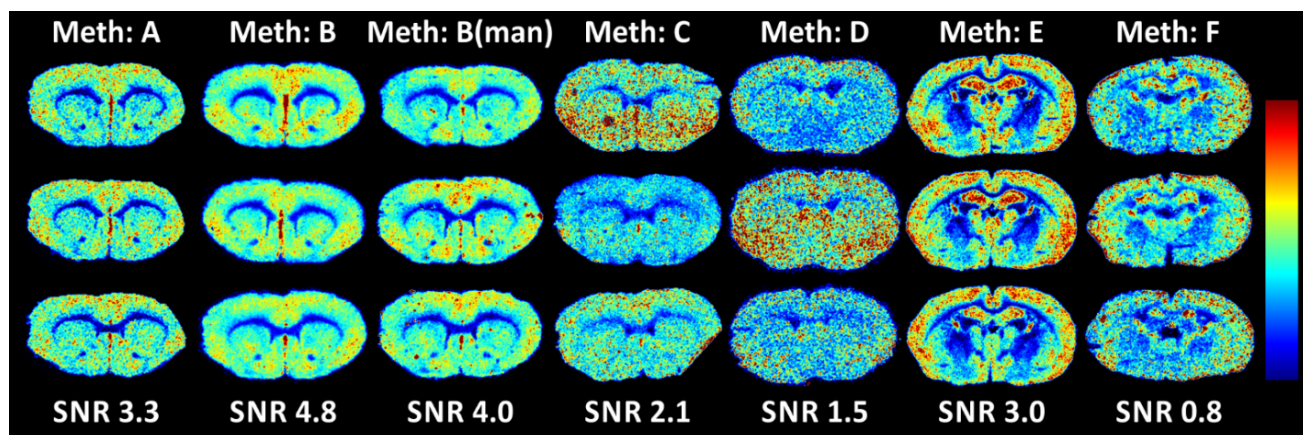 Meth: A Meth: B Meth: B(man) Meth: C Meth: D Meth: E Meth: F
SNR 3.3 SNR 4.8 SNR 4.0 SNR 2.1 SNR 1.5 SNR 3.0 SNR 0.8